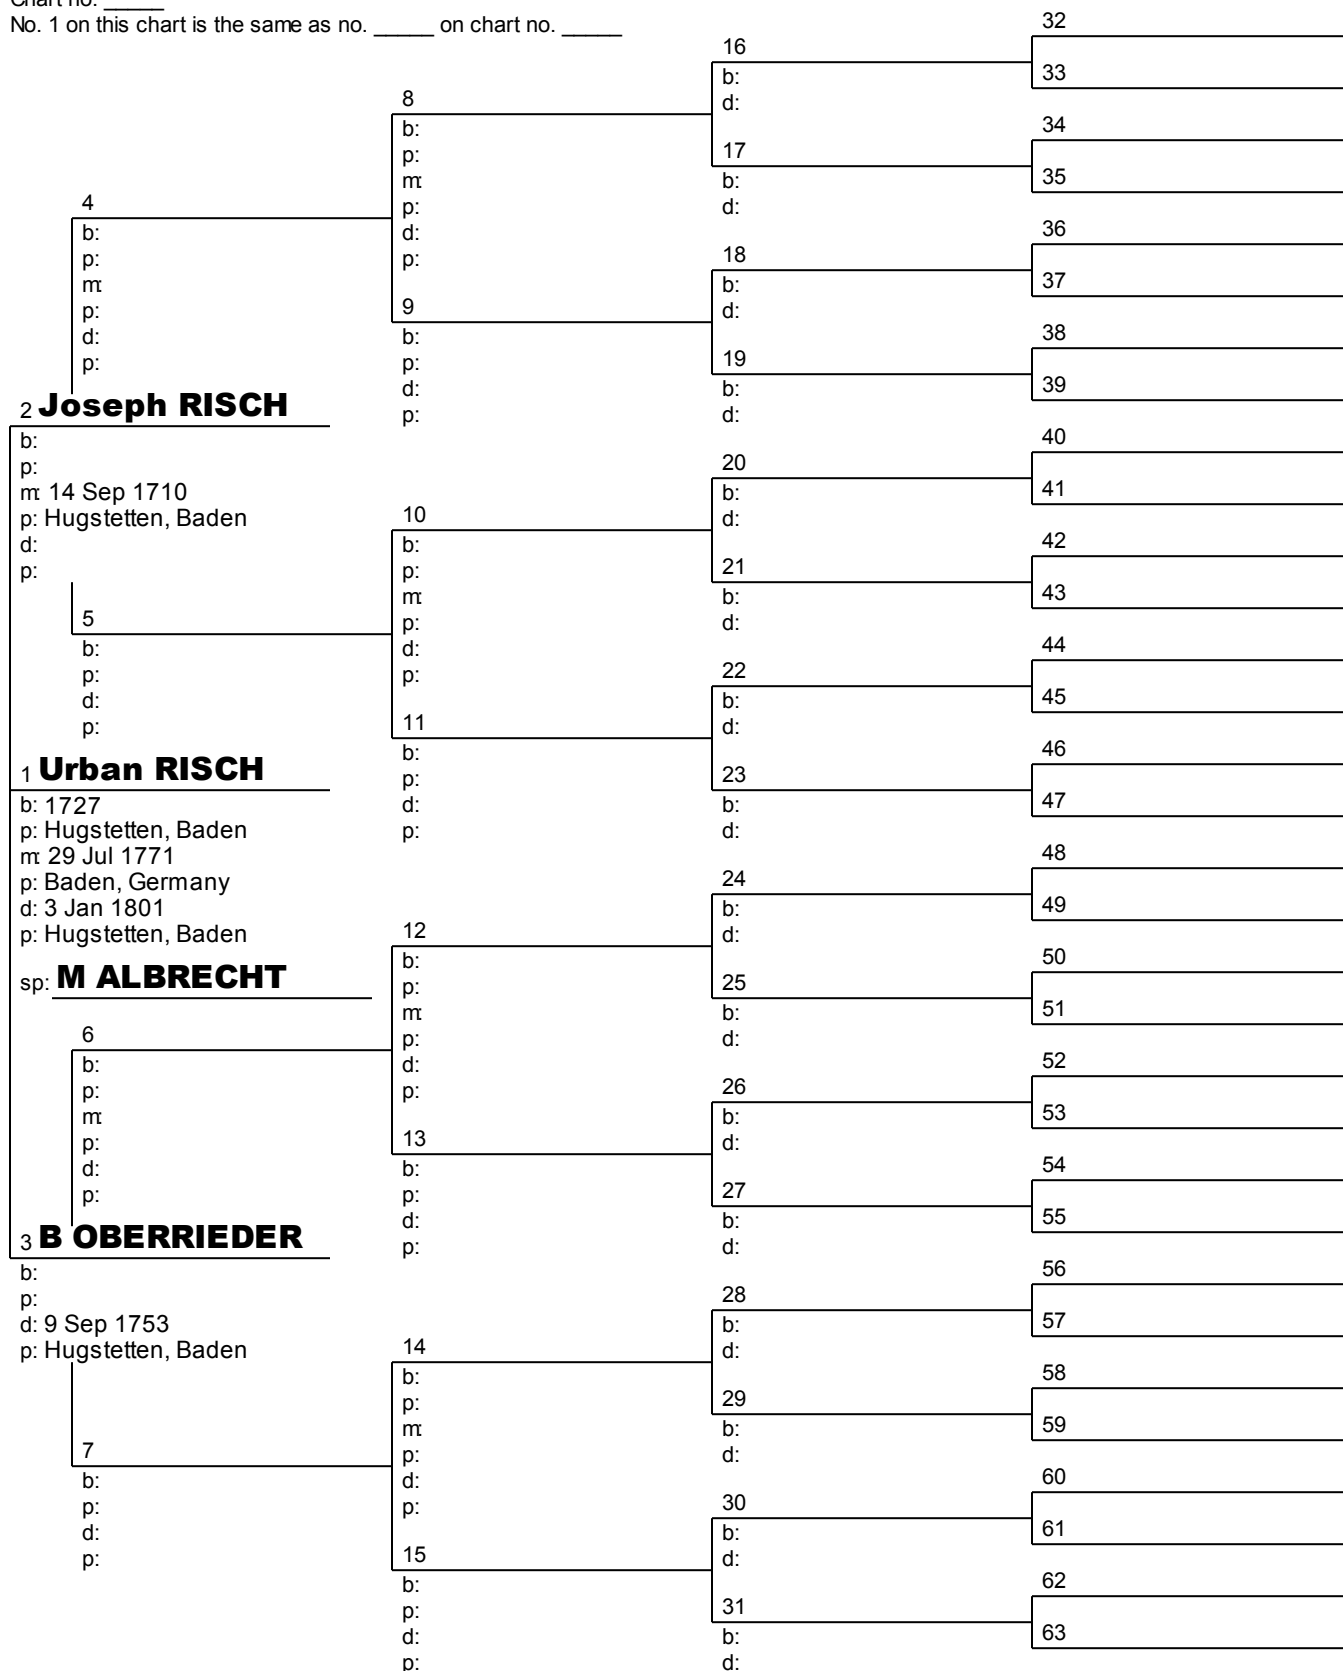 Chart no. _____
No. 1 on this chart is the same as no. _____ on chart no. _____
2 Joseph RISCH
b:
p:
m: 14 Sep 1710
p: Hugstetten, Baden
d:
p:
1 Urban RISCH
b: 1727
p: Hugstetten, Baden
m: 29 Jul 1771
p: Baden, Germany
d: 3 Jan 1801
p: Hugstetten, Baden
sp: M ALBRECHT
3 B OBERRIEDER
b:
p:
d: 9 Sep 1753
p: Hugstetten, Baden
4
b:
p:
m:
p:
d:
p:
5
b:
p:
d:
p:
6
b:
p:
m:
p:
d:
p:
7
b:
p:
d:
p:
8
b:
p:
m:
p:
d:
p:
9
b:
p:
d:
p:
10
b:
p:
m:
p:
d:
p:
11
b:
p:
d:
p:
12
b:
p:
m:
p:
d:
p:
13
b:
p:
d:
p:
14
b:
p:
m:
p:
d:
p:
15
b:
p:
d:
p:
16
b:
d:
17
b:
d:
18
b:
d:
19
b:
d:
20
b:
d:
21
b:
d:
22
b:
d:
23
b:
d:
24
b:
d:
25
b:
d:
26
b:
d:
27
b:
d:
28
b:
d:
29
b:
d:
30
b:
d:
31
b:
d:
32
33
34
35
36
37
38
39
40
41
42
43
44
45
46
47
48
49
50
51
52
53
54
55
56
57
58
59
60
61
62
63